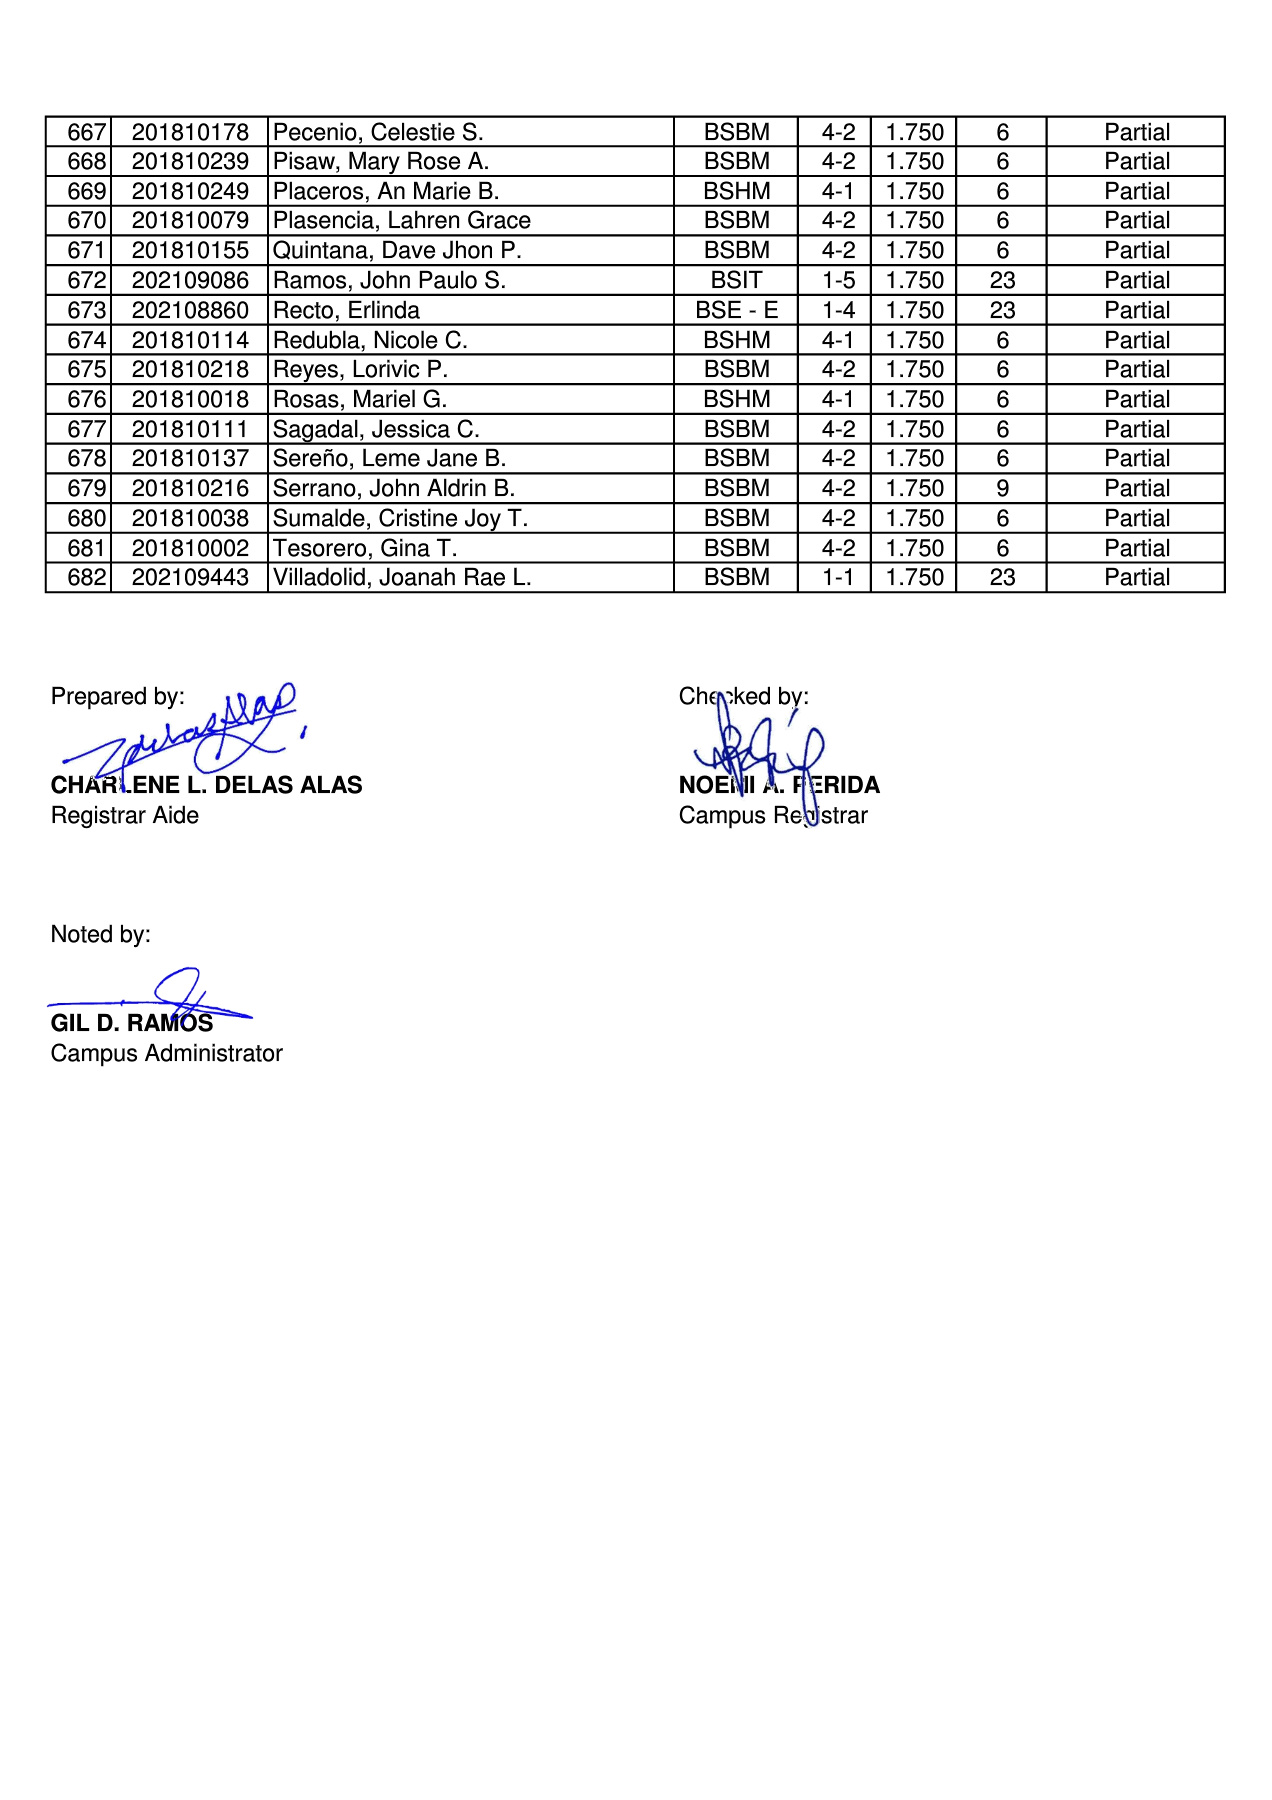 667 201810178 Pecenio, Celestie S. BSBM 4-2 1.750 6 Partial
668 201810239 Pisaw, Mary Rose A. BSBM 4-2 1.750 6 Partial
669 201810249 Placeros, An Marie B. BSHM 4-1 1.750 6 Partial
670 201810079 Plasencia, Lahren Grace BSBM 4-2 1.750 6 Partial
671 201810155 Quintana, Dave Jhon P. BSBM 4-2 1.750 6 Partial
672 202109086 Ramos, John Paulo S. BSIT 1-5 1.750 23 Partial
673 202108860 Recto, Erlinda BSE - E 1-4 1.750 23 Partial
674 201810114 Redubla, Nicole C. BSHM 4-1 1.750 6 Partial
675 201810218 Reyes, Lorivic P. BSBM 4-2 1.750 6 Partial
676 201810018 Rosas, Mariel G. BSHM 4-1 1.750 6 Partial
677 201810111 Sagadal, Jessica C. BSBM 4-2 1.750 6 Partial
678 201810137 Sereño, Leme Jane B. BSBM 4-2 1.750 6 Partial
679 201810216 Serrano, John Aldrin B. BSBM 4-2 1.750 9 Partial
680 201810038 Sumalde, Cristine Joy T. BSBM 4-2 1.750 6 Partial
681 201810002 Tesorero, Gina T. BSBM 4-2 1.750 6 Partial
682 202109443 Villadolid, Joanah Rae L. BSBM 1-1 1.750 23 Partial
Prepared by: Checked by:
CHARLENE L. DELAS ALAS NOEMI A. PERIDA
Registrar Aide Campus Registrar
Noted by:
GIL D. RAMOS
Campus Administrator